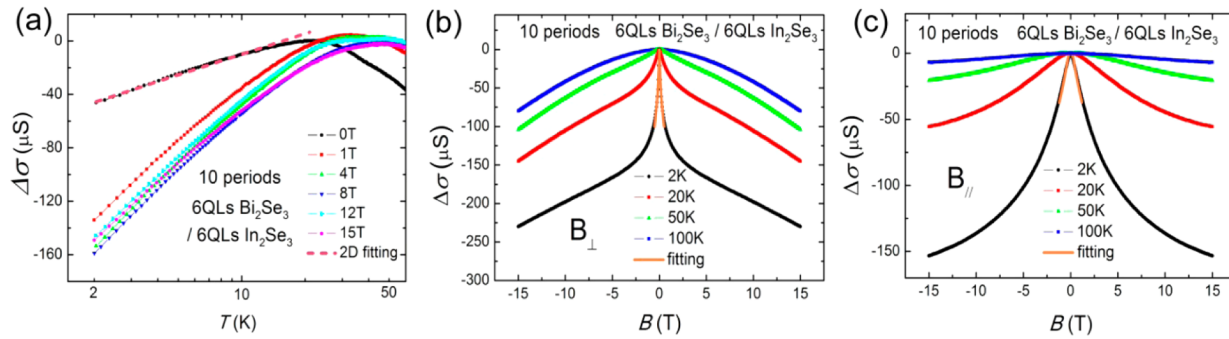 (a)
0
-40
-80
-120
-160
Δσ (μS)
2
10
50
T (K)
10 periods
6QLs Bi2Se3
/ 6QLs In2Se3
0T
1T
4T
8T
12T
15T
2D fitting
(b)
10 periods 6QLs Bi2Se3 / 6QLs In2Se3
0
-50
-100
-150
-200
-250
-300
Δσ (μS)
-15 -10 -5 0 5 10 15
B (T)
B⊥
2K
20K
50K
100K
fitting
(c)
10 periods 6QLs Bi2Se3 / 6QLs In2Se3
0
-50
-100
-150
Δσ (μS)
-15 -10 -5 0 5 10 15
B (T)
B//
2K
20K
50K
100K
fitting